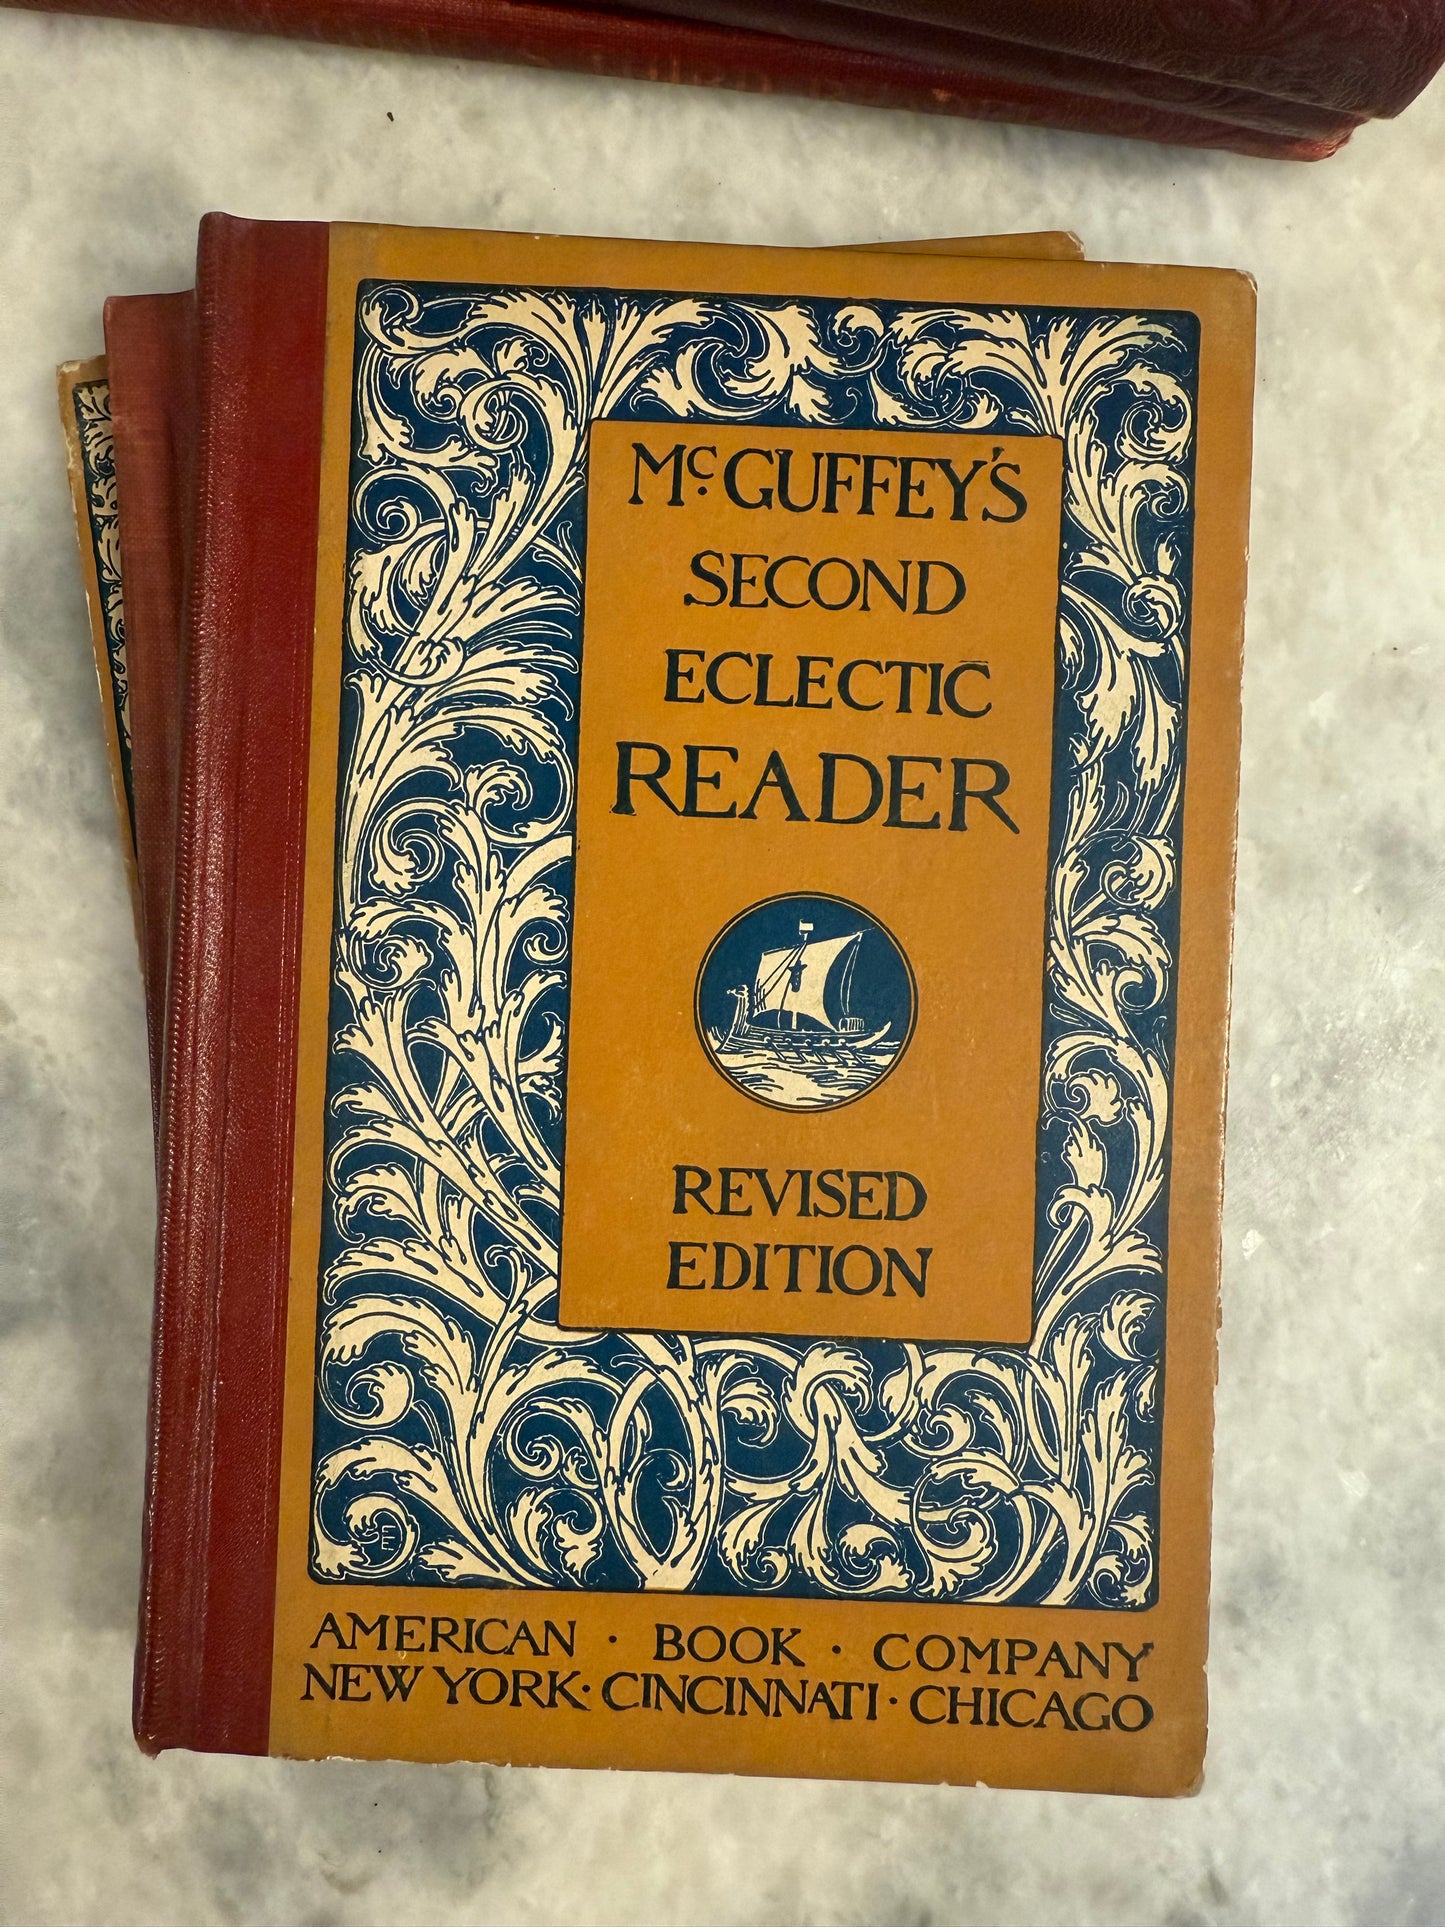 McGUFFEY'S
SECOND
ECLECTIC
READER
REVISED
EDITION
AMERICAN · BOOK · COMPANY
NEW YORK · CINCINNATI · CHICAGO